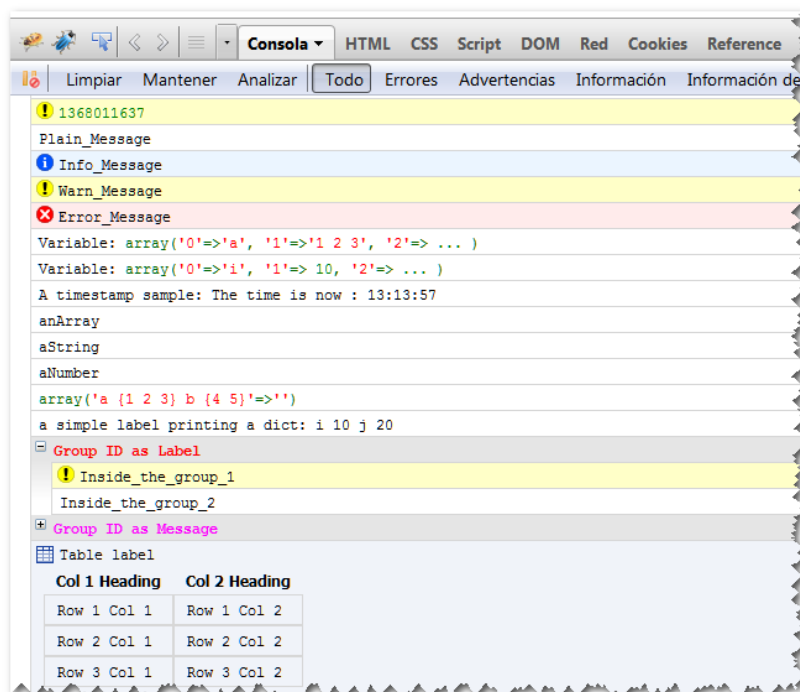 Consola HTML CSS Script DOM Red Cookies Reference
Limpiar Mantener Analizar Todo Errores Advertencias Información Información de
1368011637
Plain_Message
Info_Message
Warn_Message
Error_Message
Variable: array('0'=>'a', '1'=>'1 2 3', '2'=> ... )
Variable: array('0'=>'i', '1'=> 10, '2'=> ... )
A timestamp sample: The time is now : 13:13:57
anArray
aString
aNumber
array('a {1 2 3} b {4 5}'=>'')
a simple label printing a dict: i 10 j 20
Group ID as Label
Inside_the_group_1
Inside_the_group_2
Group ID as Message
Table label
Col 1 Heading Col 2 Heading
Row 1 Col 1 Row 1 Col 2
Row 2 Col 1 Row 2 Col 2
Row 3 Col 1 Row 3 Col 2